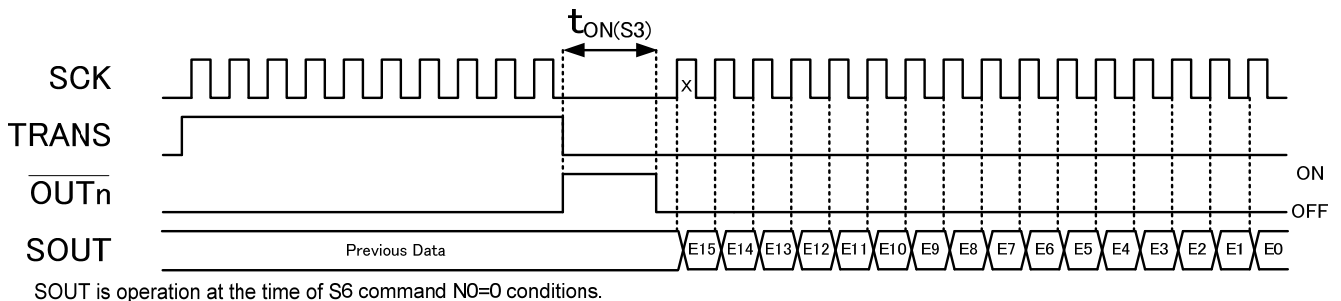 tON(S3)
SCK
X
TRANS
OUTn
ON
OFF
SOUT
Previous Data
E15 E14 E13 E12 E11 E10 E9 E8 E7 E6 E5 E4 E3 E2 E1 E0
SOUT is operation at the time of S6 command N0=0 conditions.